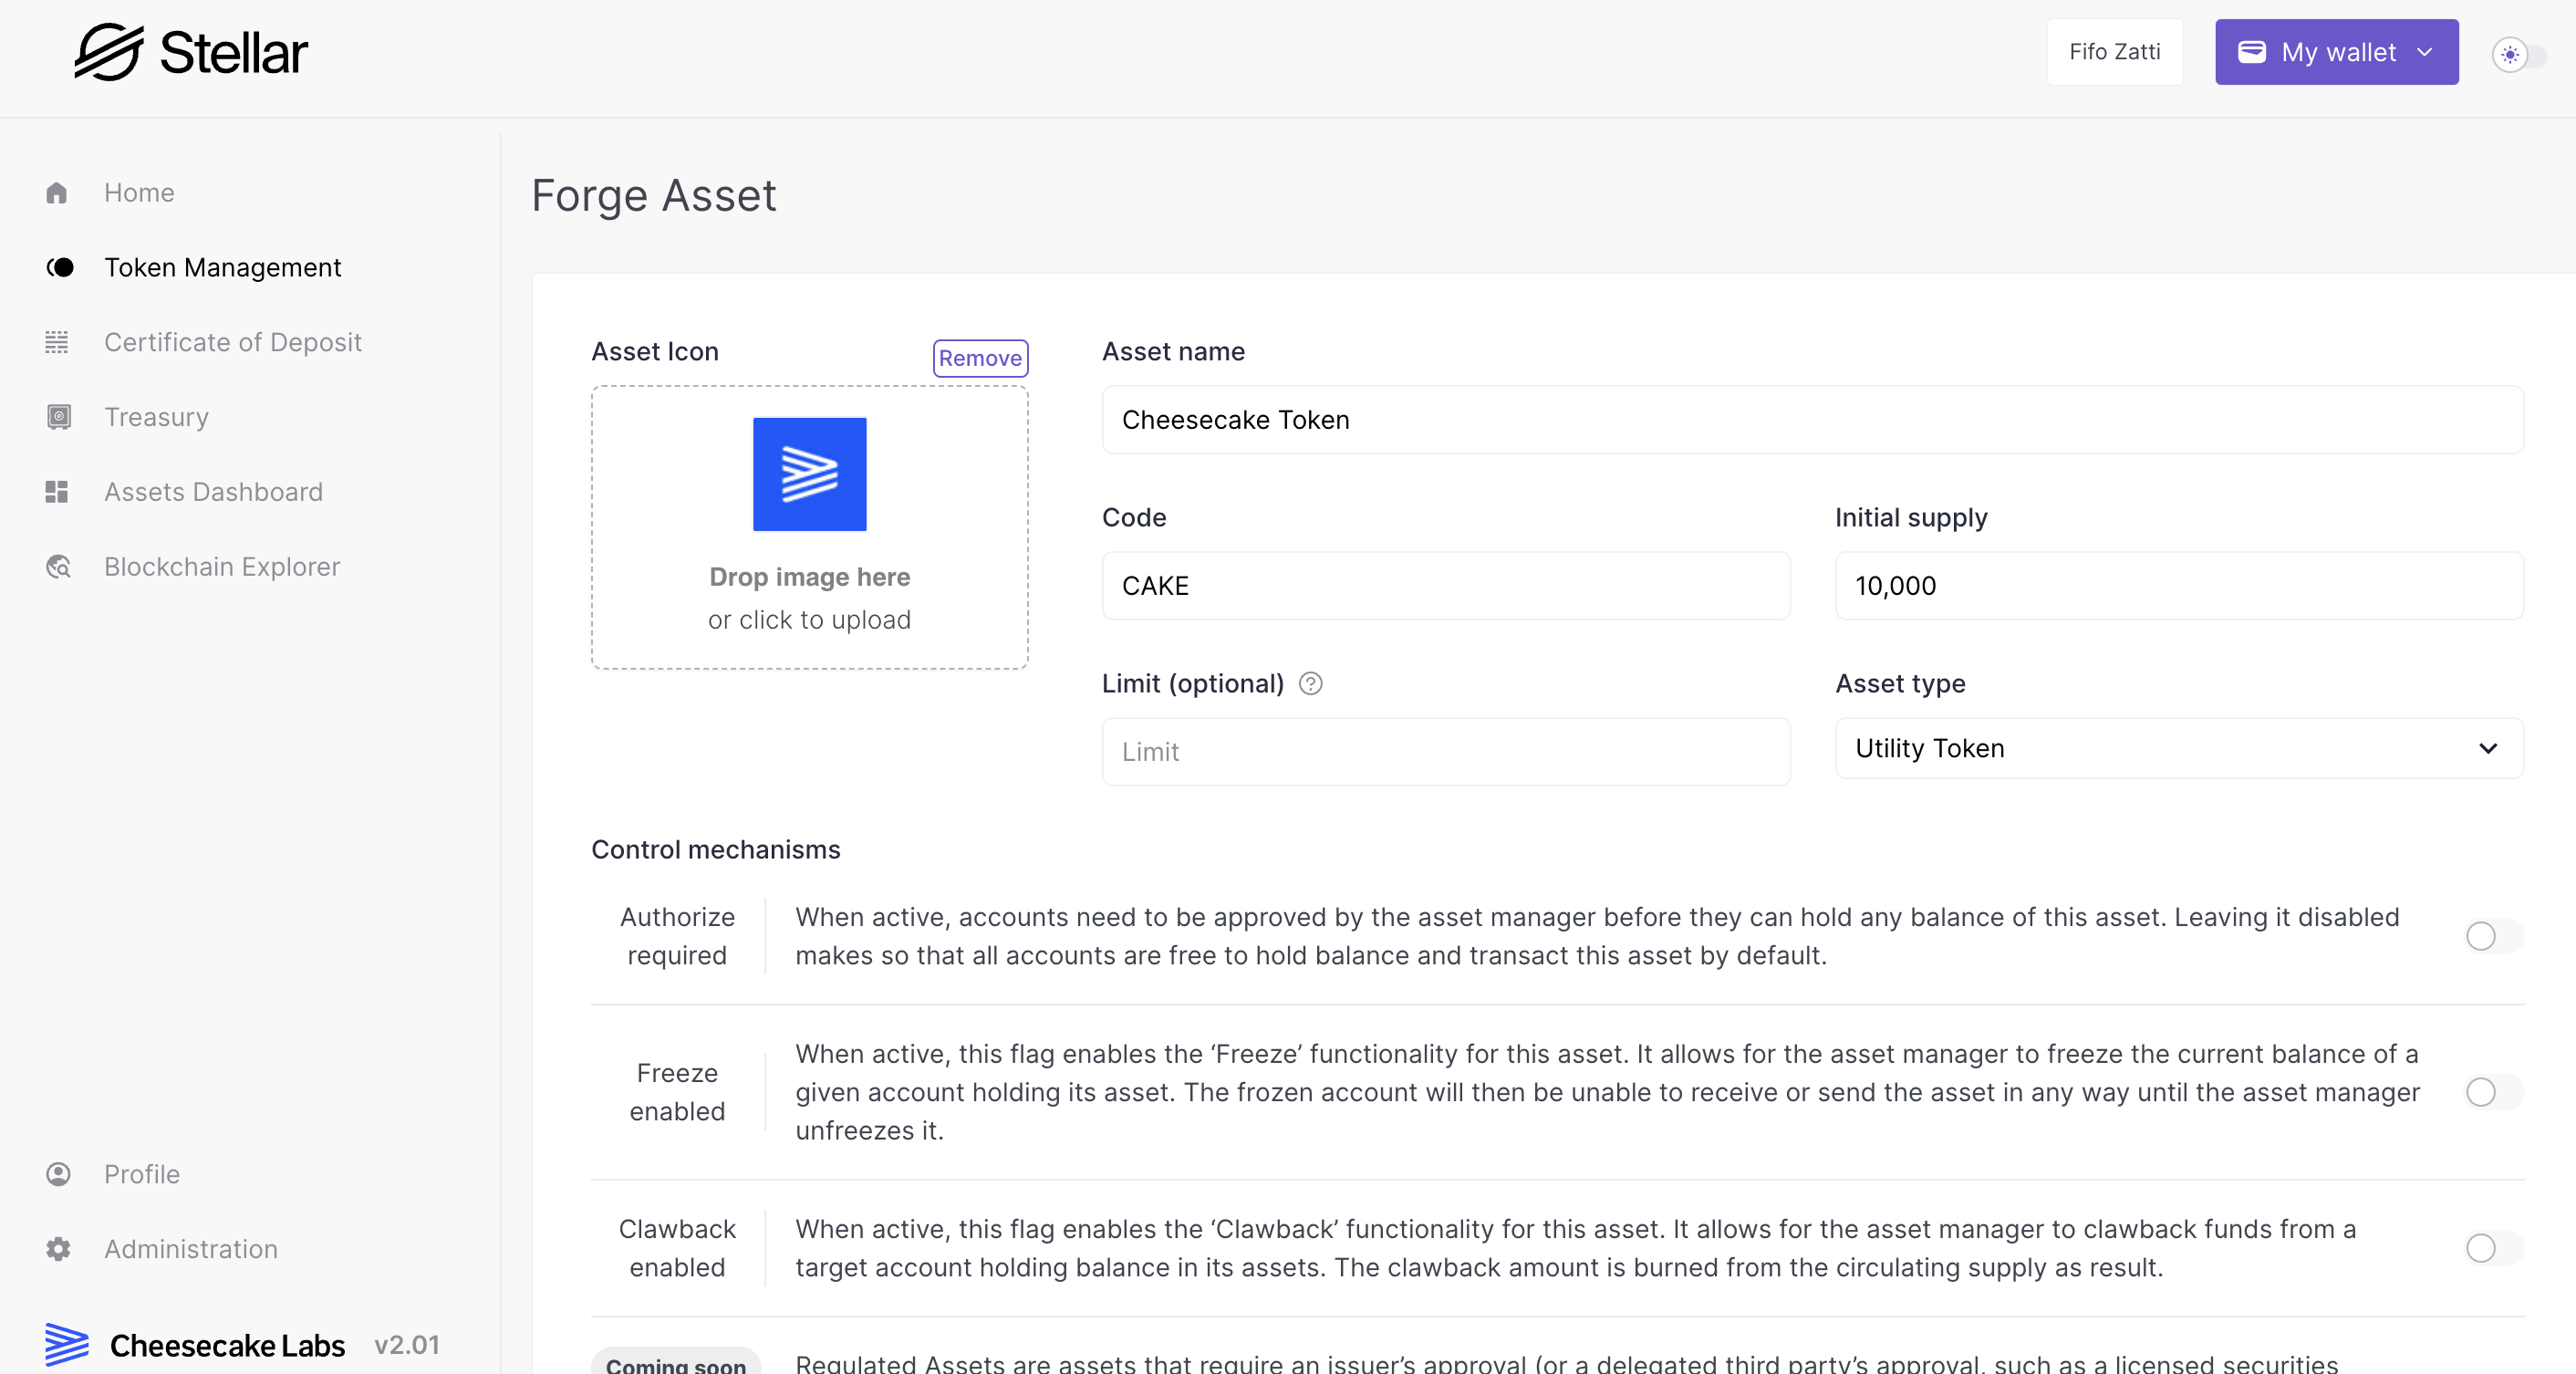 Stellar
Fifo Zatti
My wallet
Home
Token Management
Certificate of Deposit
Treasury
Assets Dashboard
Blockchain Explorer
Profile
Administration
Cheesecake Labs v2.01
Forge Asset
Asset Icon
Remove
Drop image here
or click to upload
Asset name
Cheesecake Token
Code
CAKE
Initial supply
10,000
Limit (optional)
Limit
Asset type
Utility Token
Control mechanisms
Authorize
required
When active, accounts need to be approved by the asset manager before they can hold any balance of this asset. Leaving it disabled
makes so that all accounts are free to hold balance and transact this asset by default.
Freeze
enabled
When active, this flag enables the ‘Freeze’ functionality for this asset. It allows for the asset manager to freeze the current balance of a
given account holding its asset. The frozen account will then be unable to receive or send the asset in any way until the asset manager
unfreezes it.
Clawback
enabled
When active, this flag enables the ‘Clawback’ functionality for this asset. It allows for the asset manager to clawback funds from a
target account holding balance in its assets. The clawback amount is burned from the circulating supply as result.
Coming soon
Regulated Assets are assets that require an issuer’s approval (or a delegated third party’s approval, such as a licensed securities